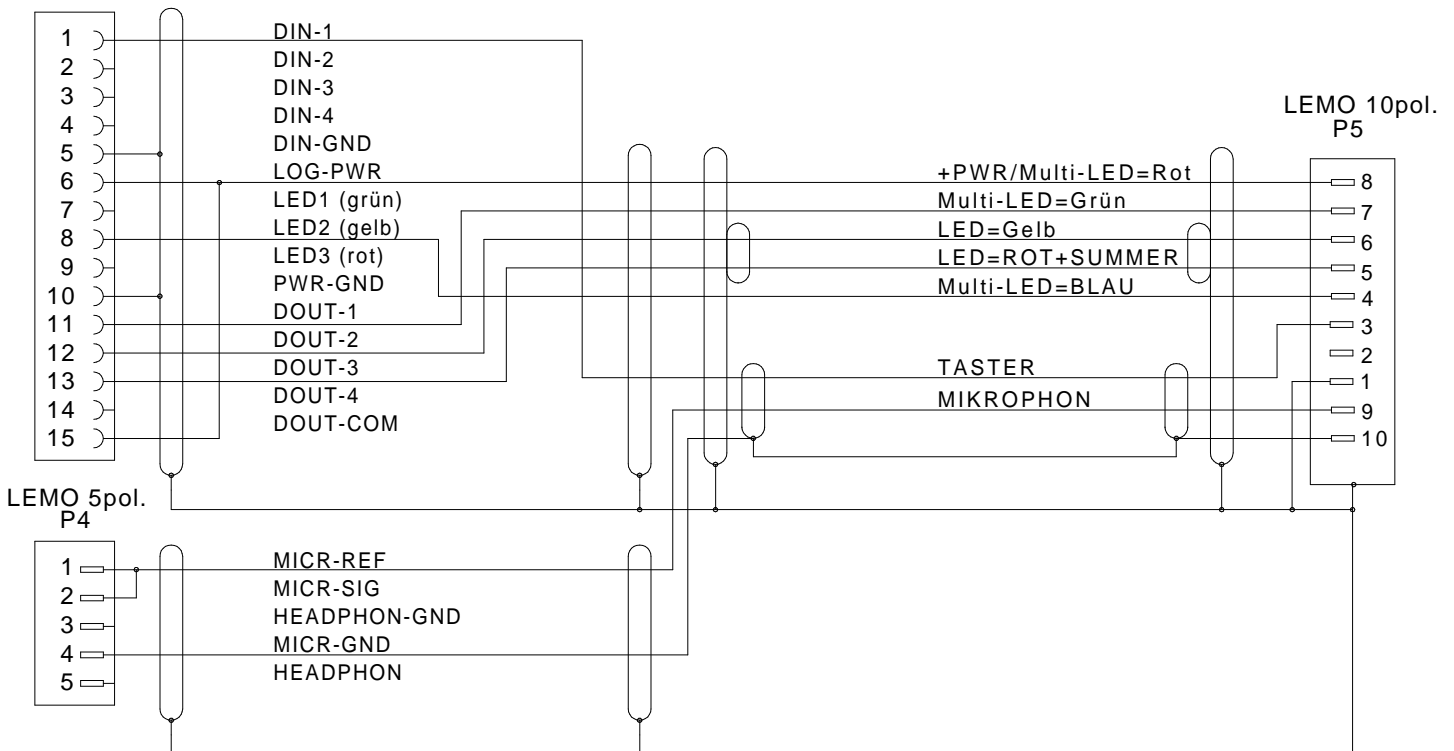 1 DIN-1
2 DIN-2
3 DIN-3
4 DIN-4
5 DIN-GND
6 LOG-PWR
7 LED1 (grün)
8 LED2 (gelb)
9 LED3 (rot)
10 PWR-GND
11 DOUT-1
12 DOUT-2
13 DOUT-3
14 DOUT-4
15 DOUT-COM
LEMO 10pol.
P5
+PWR/Multi-LED=Rot 8
Multi-LED=Grün 7
LED=Gelb 6
LED=ROT+SUMMER 5
Multi-LED=BLAU 4
3
2
TASTER 1
MIKROPHON 9
10
LEMO 5pol.
P4
1 MICR-REF
2 MICR-SIG
3 HEADPHON-GND
4 MICR-GND
5 HEADPHON